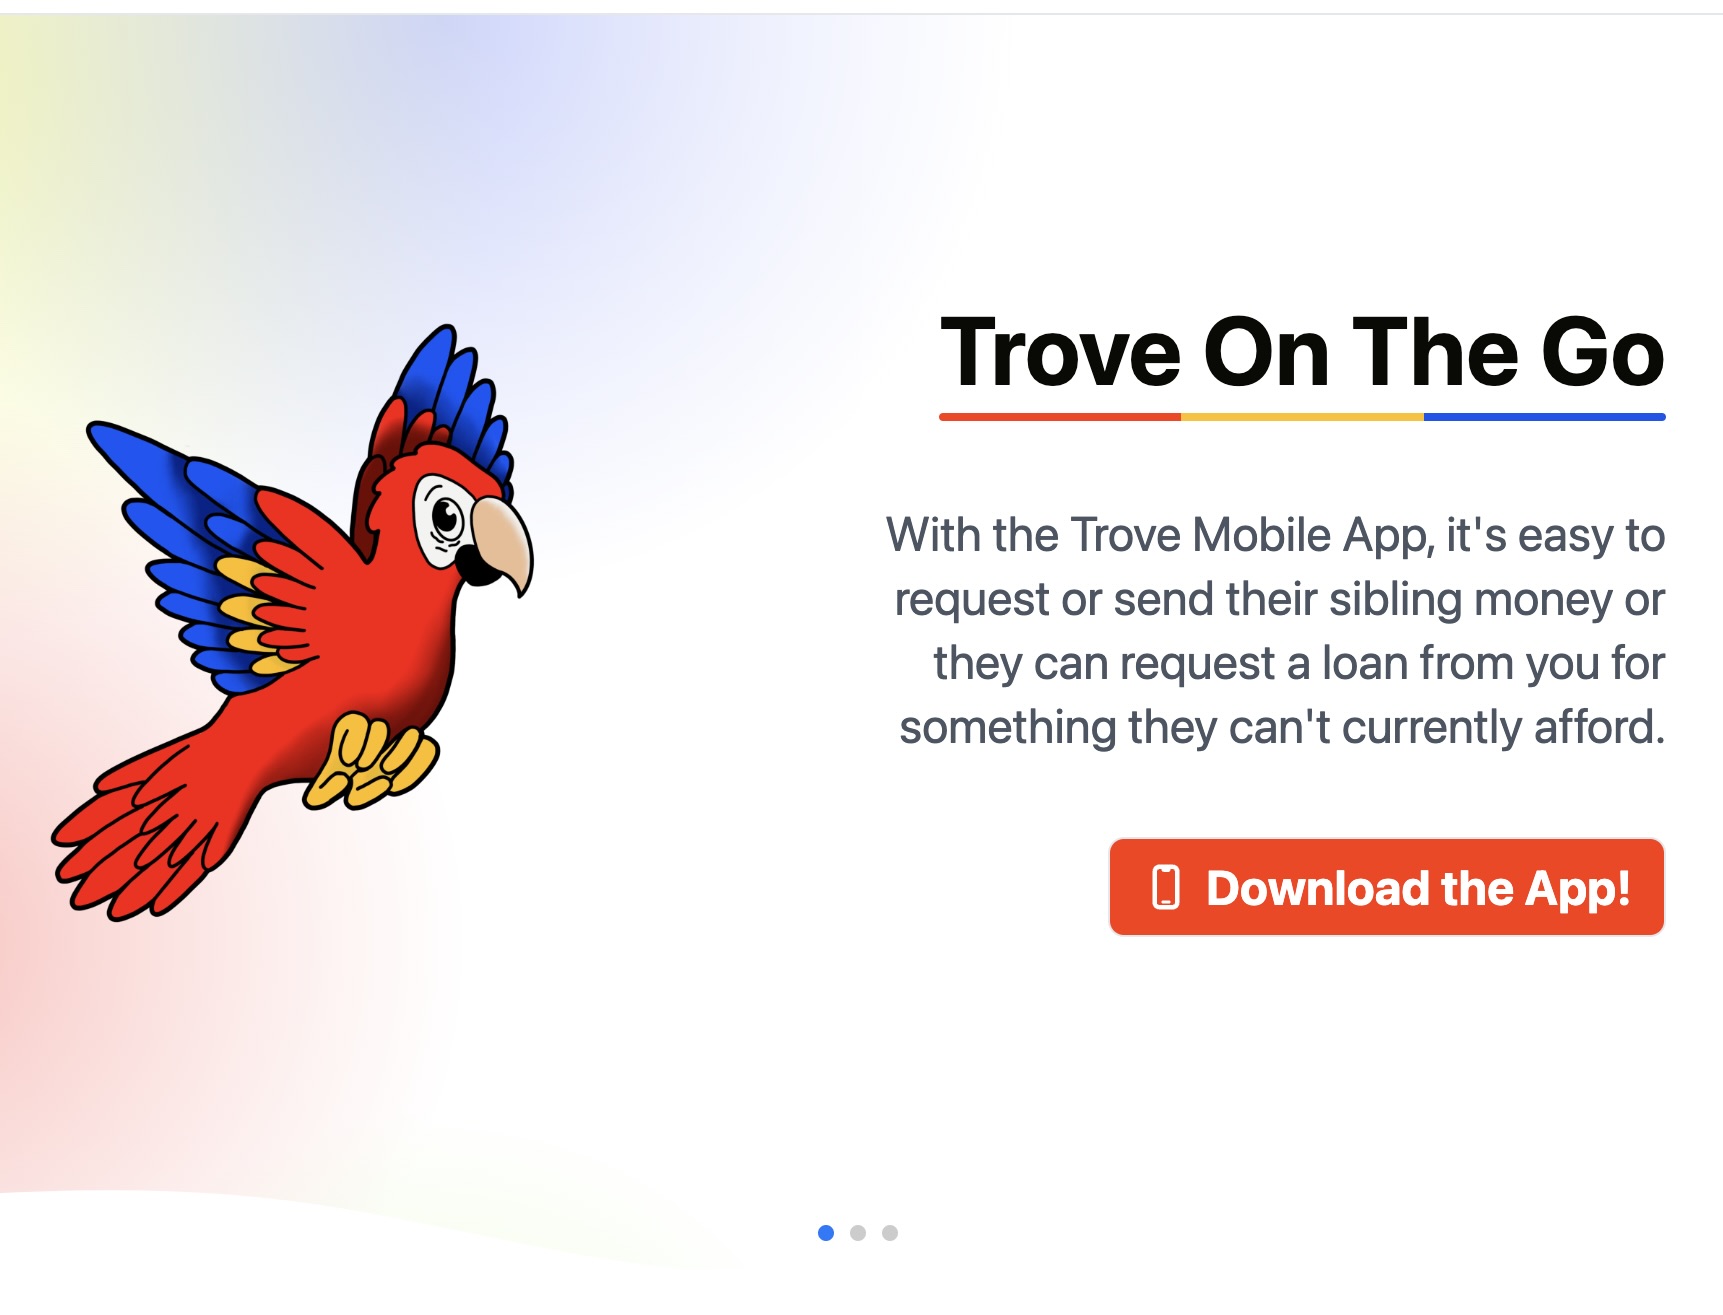 Trove On The Go
With the Trove Mobile App, it's easy to
request or send their sibling money or
they can request a loan from you for
something they can't currently afford.
Download the App!